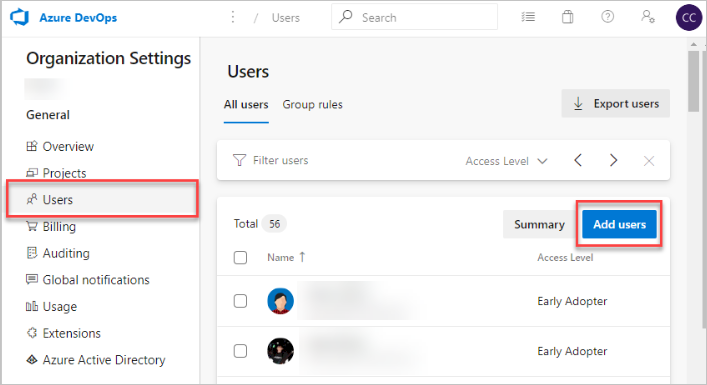 Azure DevOps
/ Users
Search
CC
Organization Settings
General
Overview
Projects
Users
Billing
Auditing
Global notifications
Usage
Extensions
Azure Active Directory
Users
All users
Group rules
Export users
Filter users
Access Level
Total 56
Summary
Add users
Name ↑
Access Level
Early Adopter
Early Adopter